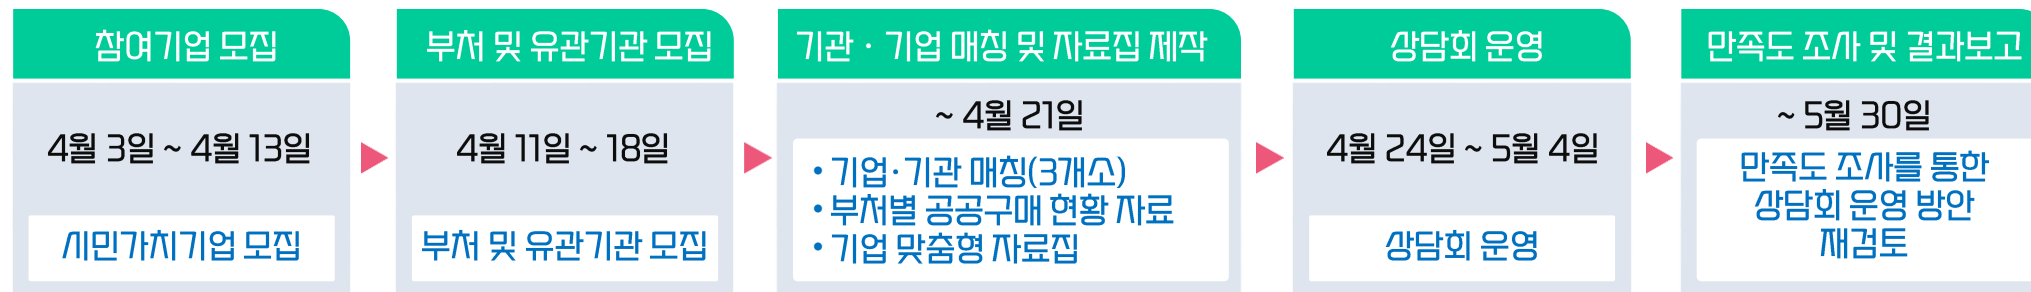 참여기업 모집
4월 3일 ~ 4월 13일
시민가치기업 모집
부처 및 유관기관 모집
4월 11일 ~ 18일
부처 및 유관기관 모집
기관 · 기업 매칭 및 자료집 제작
~ 4월 21일
• 기업·기관 매칭(3개소)
• 부처별 공공구매 현황 자료
• 기업 맞춤형 자료집
상담회 운영
4월 24일 ~ 5월 4일
상담회 운영
만족도 조사 및 결과보고
~ 5월 30일
만족도 조사를 통한
상담회 운영 방안
재검토